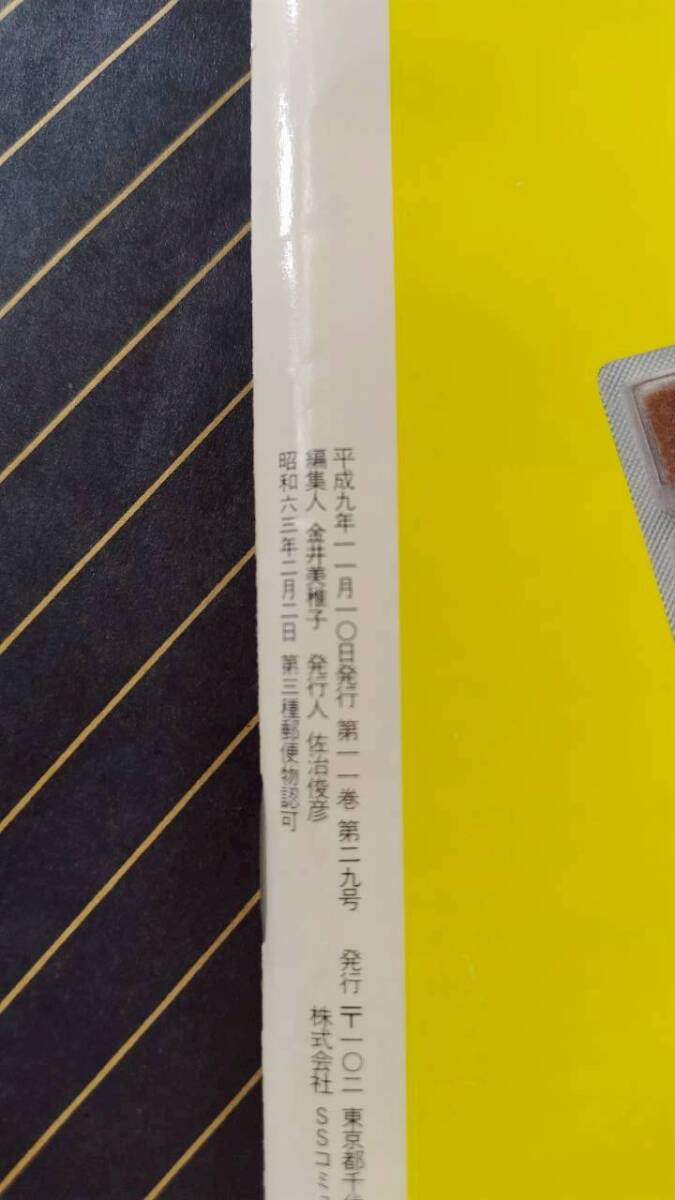 平成九年一一月一〇日発行 第一一巻 第二九号 発行 〒一〇二 東京都千代
編集人 金井美稚子 発行人 佐治俊彦 株式会社 SSコミ
昭和六三年二月二日 第三種郵便物認可